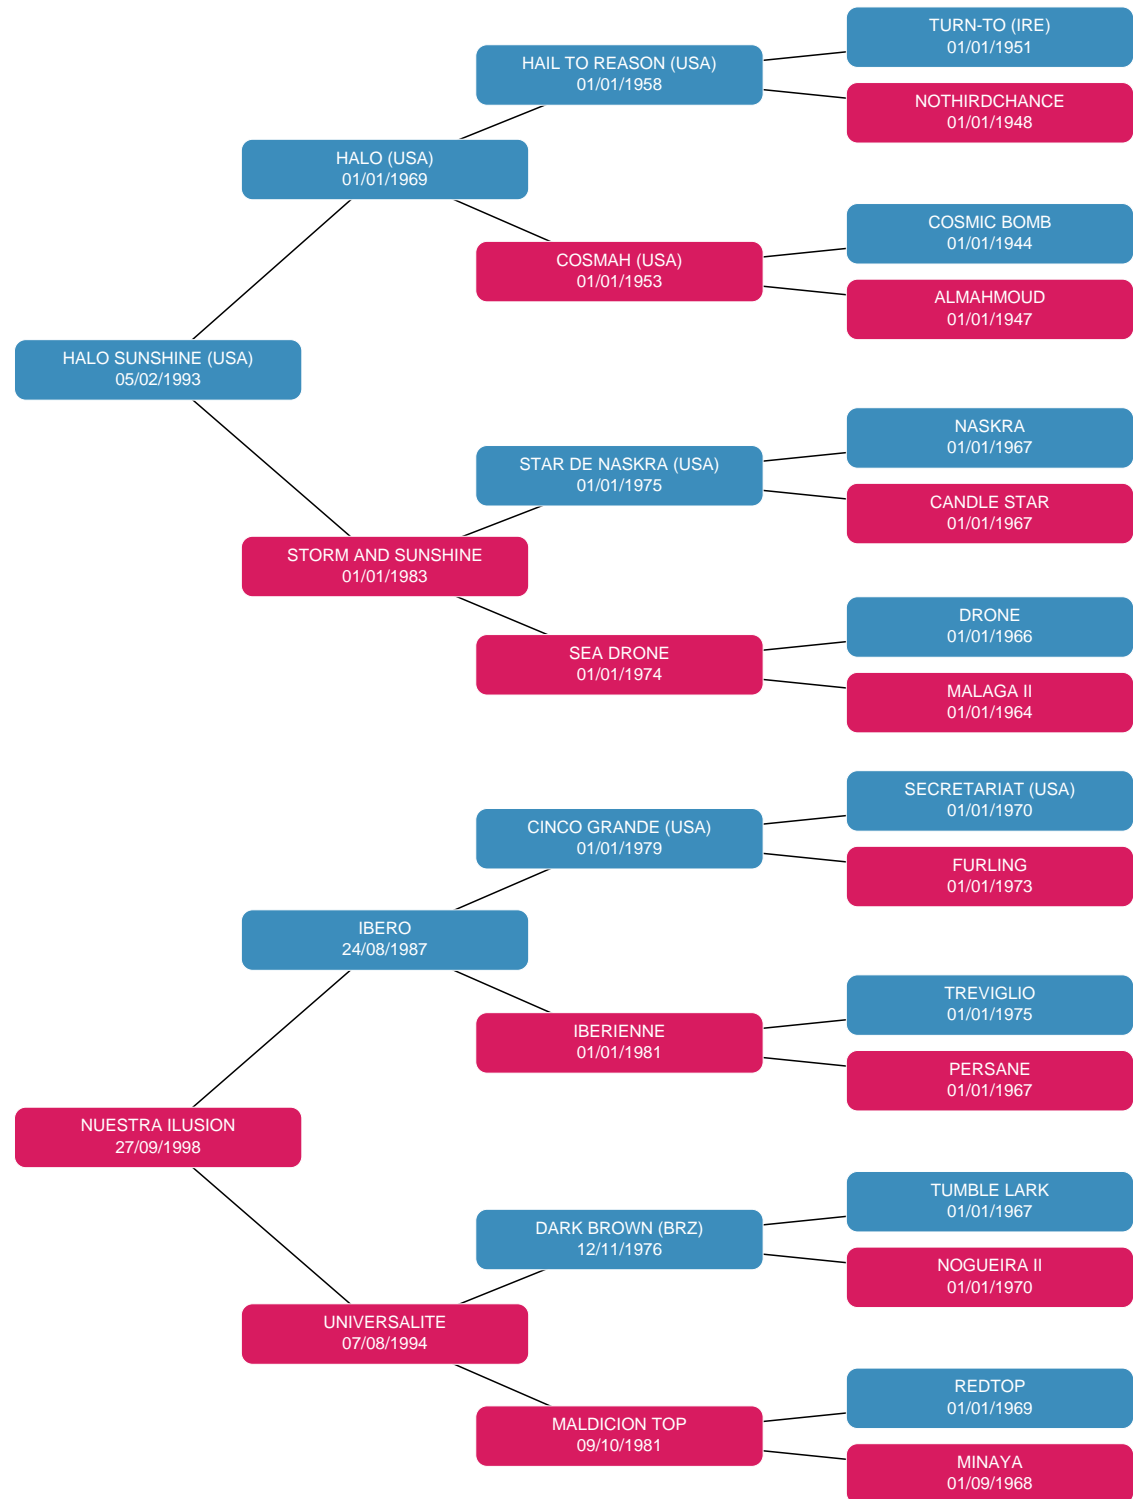 TURN-TO (IRE)
01/01/1951
HAIL TO REASON (USA)
01/01/1958
NOTHIRDCHANCE
01/01/1948
HALO (USA)
01/01/1969
COSMIC BOMB
01/01/1944
COSMAH (USA)
01/01/1953
ALMAHMOUD
01/01/1947
HALO SUNSHINE (USA)
05/02/1993
NASKRA
01/01/1967
STAR DE NASKRA (USA)
01/01/1975
CANDLE STAR
01/01/1967
STORM AND SUNSHINE
01/01/1983
DRONE
01/01/1966
SEA DRONE
01/01/1974
MALAGA II
01/01/1964
SECRETARIAT (USA)
01/01/1970
CINCO GRANDE (USA)
01/01/1979
FURLING
01/01/1973
IBERO
24/08/1987
TREVIGLIO
01/01/1975
IBERIENNE
01/01/1981
PERSANE
01/01/1967
NUESTRA ILUSION
27/09/1998
TUMBLE LARK
01/01/1967
DARK BROWN (BRZ)
12/11/1976
NOGUEIRA II
01/01/1970
UNIVERSALITE
07/08/1994
REDTOP
01/01/1969
MALDICION TOP
09/10/1981
MINAYA
01/09/1968